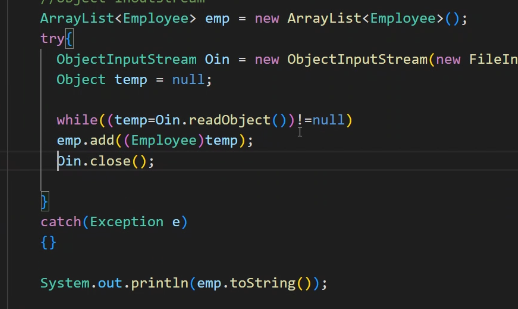 //Object InputStream
ArrayList<Employee> emp = new ArrayList<Employee>();
try{
ObjectInputStream Oin = new ObjectInputStream(new FileIn
Object temp = null;
while((temp=Oin.readObject())!=null)
emp.add((Employee)temp);
Oin.close();
}
catch(Exception e)
{}
System.out.println(emp.toString());